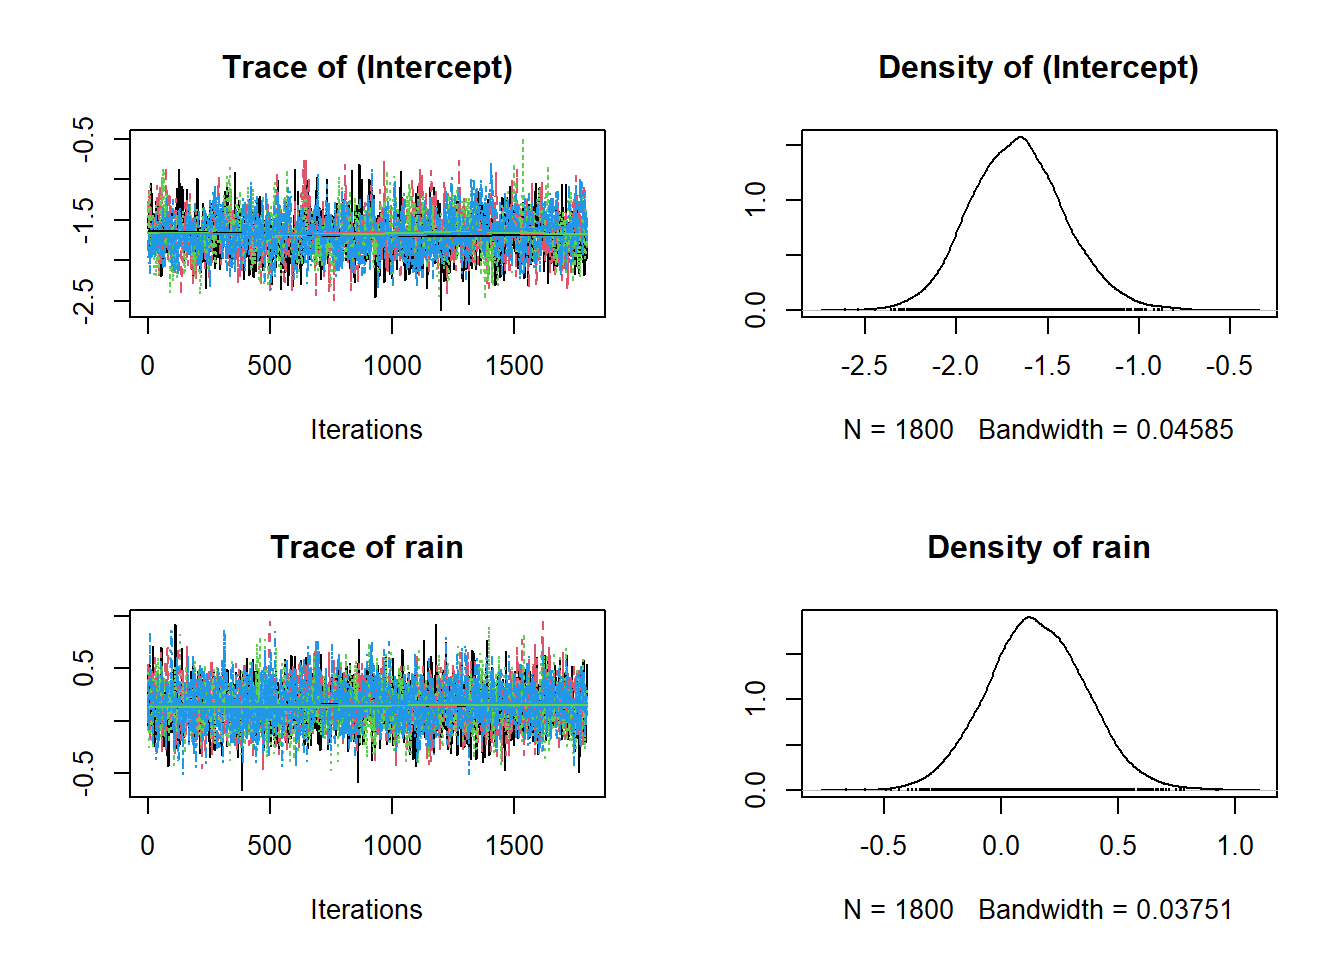 Trace of (Intercept)
-0.5
-1.5
-2.5
0 500 1000 1500
Iterations
Density of (Intercept)
1.0
0.0
-2.5 -2.0 -1.5 -1.0 -0.5
N = 1800 Bandwidth = 0.04585
Trace of rain
0.5
-0.5
0 500 1000 1500
Iterations
Density of rain
1.0
0.0
-0.5 0.0 0.5 1.0
N = 1800 Bandwidth = 0.03751